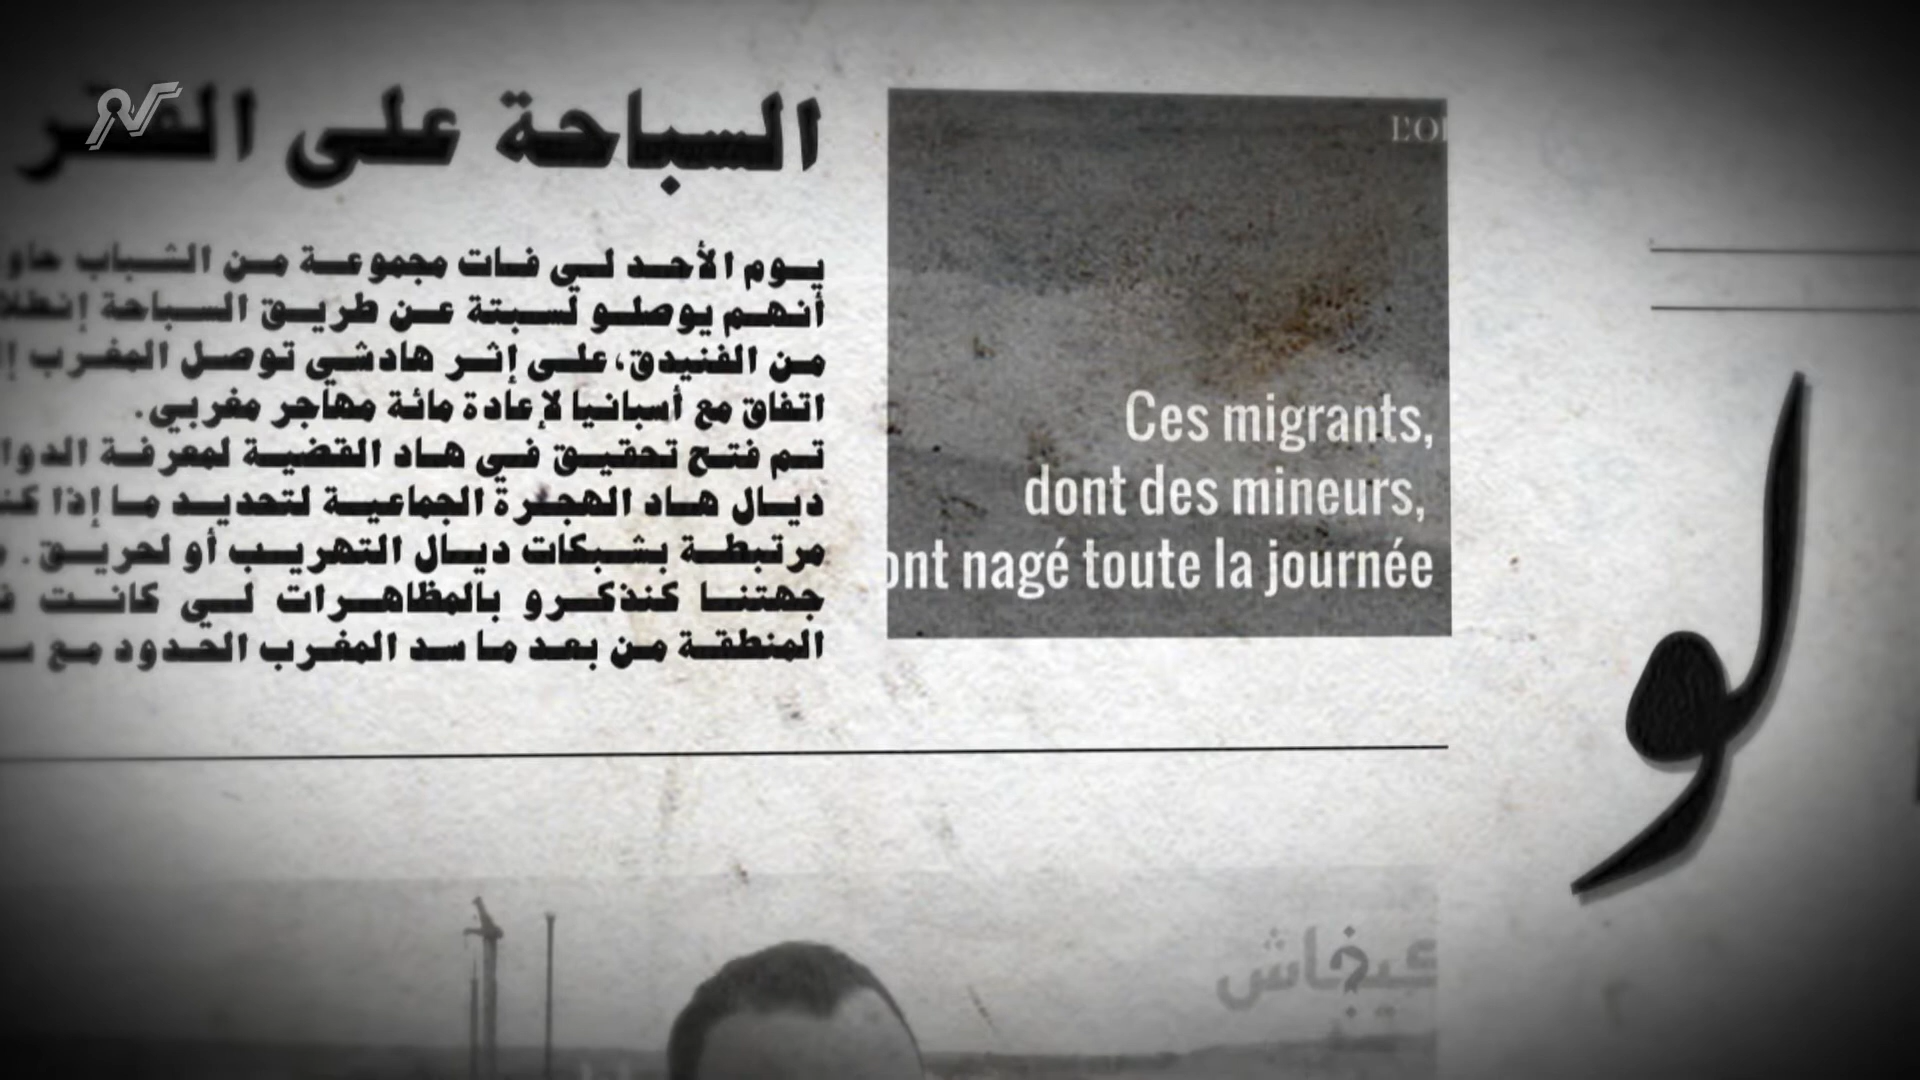 السباحة على الفقر
يوم الأحد لي فات مجموعة من الشباب
أنهم يوصلو لسبتة عن طريق السباحة
من الفنيدق، على إثر هادشي توصل المغرب
اتفاق مع أسبانيا لإعادة مائة مهاجر مغربي.
تم فتح تحقيق في هاد القضية لمعرفة
ديال هاد الهجرة الجماعية لتحديد ما إذا
مرتبطة بشبكات ديال التهريب أو لحريق.
جهتنا كنذكرو بالمظاهرات لي كانت
المنطقة من بعد ما سد المغرب الحدود مع
Ces migrants,
dont des mineurs,
ont nagé toute la journée
لو
كيفاش